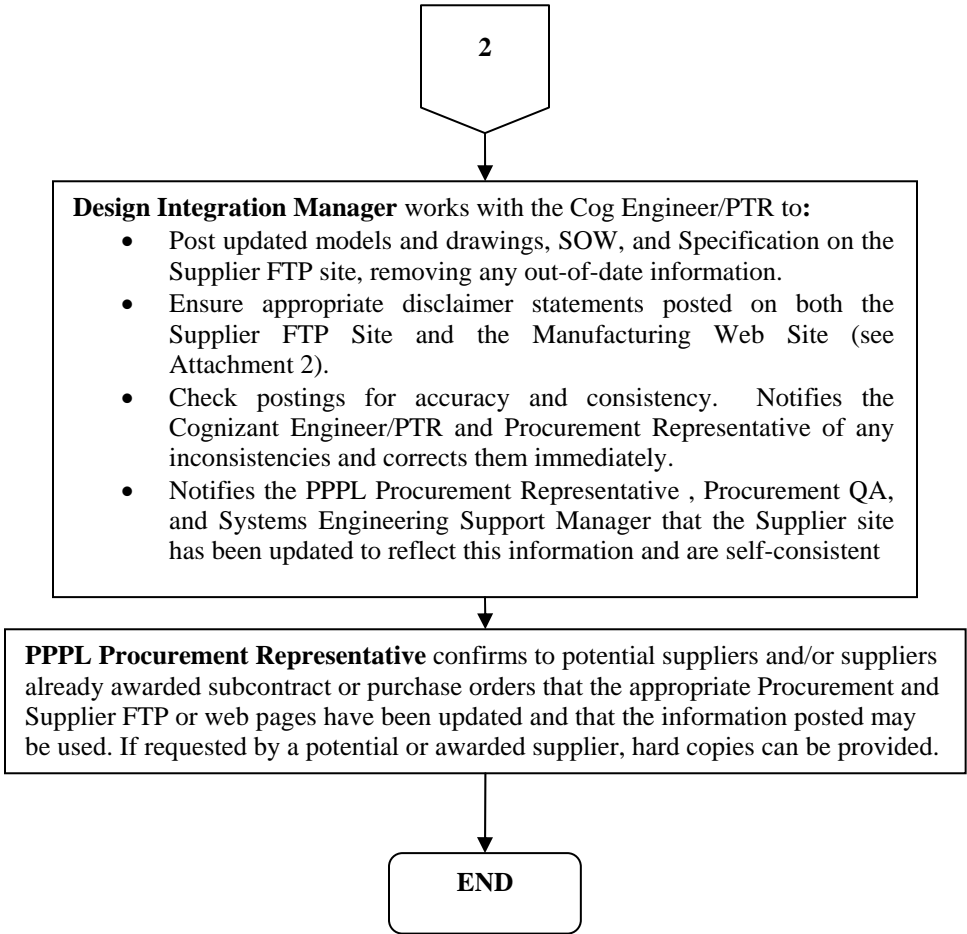 2
Design Integration Manager works with the Cog Engineer/PTR to:
• Post updated models and drawings, SOW, and Specification on the
Supplier FTP site, removing any out-of-date information.
• Ensure appropriate disclaimer statements posted on both the
Supplier FTP Site and the Manufacturing Web Site (see
Attachment 2).
• Check postings for accuracy and consistency. Notifies the
Cognizant Engineer/PTR and Procurement Representative of any
inconsistencies and corrects them immediately.
• Notifies the PPPL Procurement Representative , Procurement QA,
and Systems Engineering Support Manager that the Supplier site
has been updated to reflect this information and are self-consistent
PPPL Procurement Representative confirms to potential suppliers and/or suppliers
already awarded subcontract or purchase orders that the appropriate Procurement and
Supplier FTP or web pages have been updated and that the information posted may
be used. If requested by a potential or awarded supplier, hard copies can be provided.
END